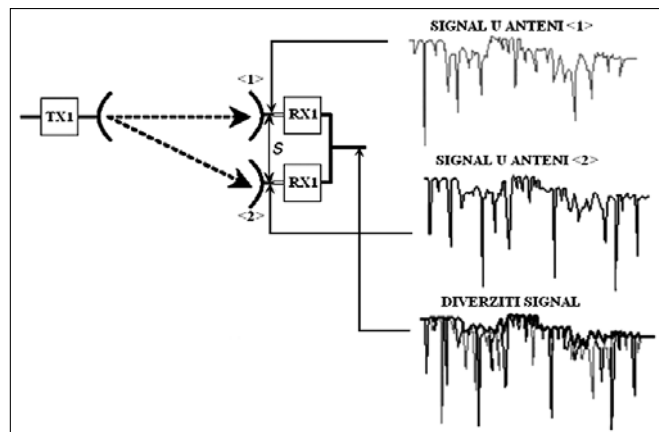 SIGNAL U ANTENI <1>
<1>
TX1
RX1
S
SIGNAL U ANTENI <2>
RX1
<2>
DIVERZITI SIGNAL